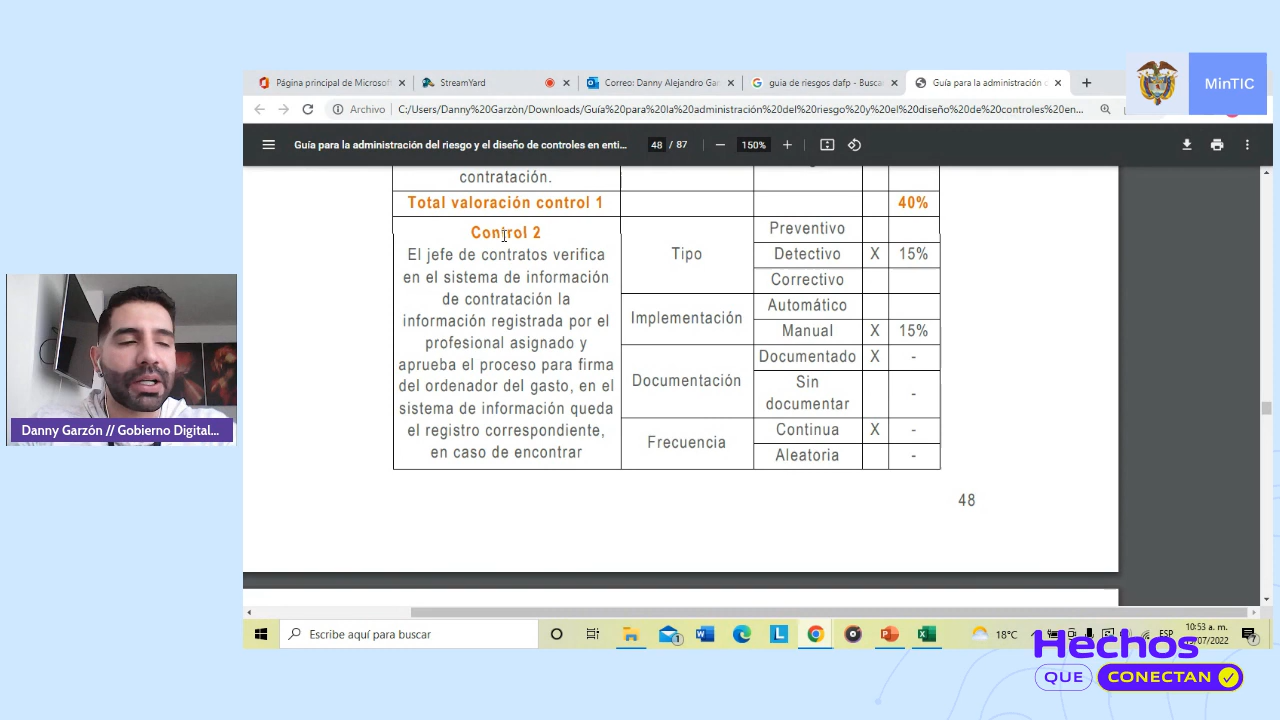 Página principal de Microsof
StreamYard
Correo: Danny Alejandro Gar
guia de riesgos dafp - Busca
Guía para la administración
MinTIC
Archivo
C:/Users/Danny%20Garzón/Downloads/Guía%20para%20la%20administración%20del%20riesgo%20y%20el%20diseño%20de%20controles%20en...
Guía para la administración del riesgo y el diseño de controles en enti...
48 / 87
150%
contratación.
Total valoración control 1
40%
Control 2
El jefe de contratos verifica
en el sistema de información
de contratación la
información registrada por el
profesional asignado y
aprueba el proceso para firma
del ordenador del gasto, en el
sistema de información queda
el registro correspondiente,
en caso de encontrar
Tipo
Preventivo
Detectivo X 15%
Correctivo
Implementación
Automático
Manual X 15%
Documentación
Documentado X -
Sin
documentar -
Frecuencia
Continua X -
Aleatoria -
48
Danny Garzón // Gobierno Digital...
Escribe aquí para buscar
18°C
ESP
10:53 a. m.
/07/2022
Hechos
QUE CONECTAN